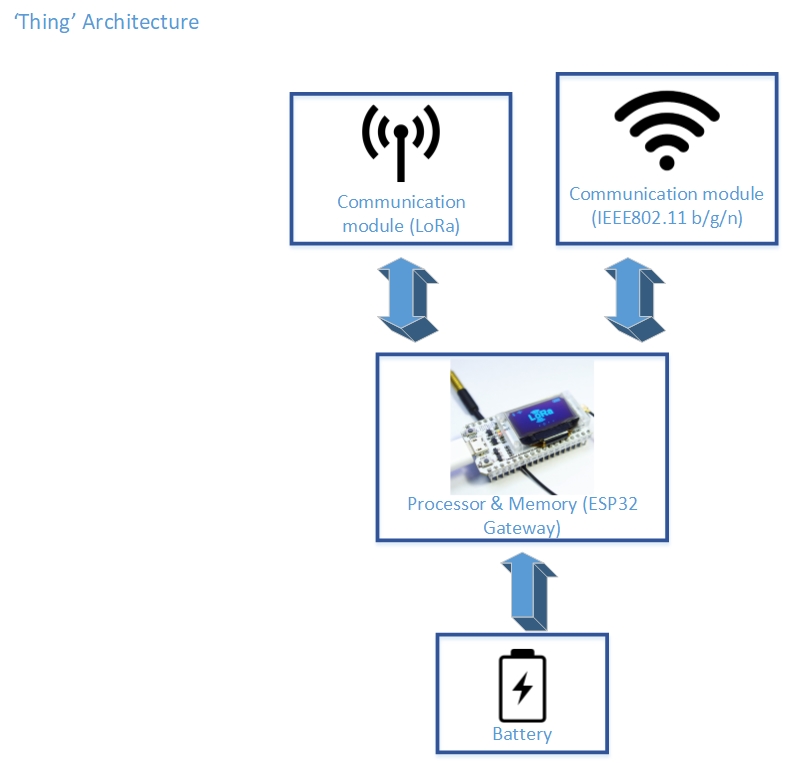 ‘Thing’ Architecture
Communication module (IEEE802.11 b/g/n)
Communication
module (LoRa)
LoRa
Processor & Memory (ESP32
Gateway)
Battery